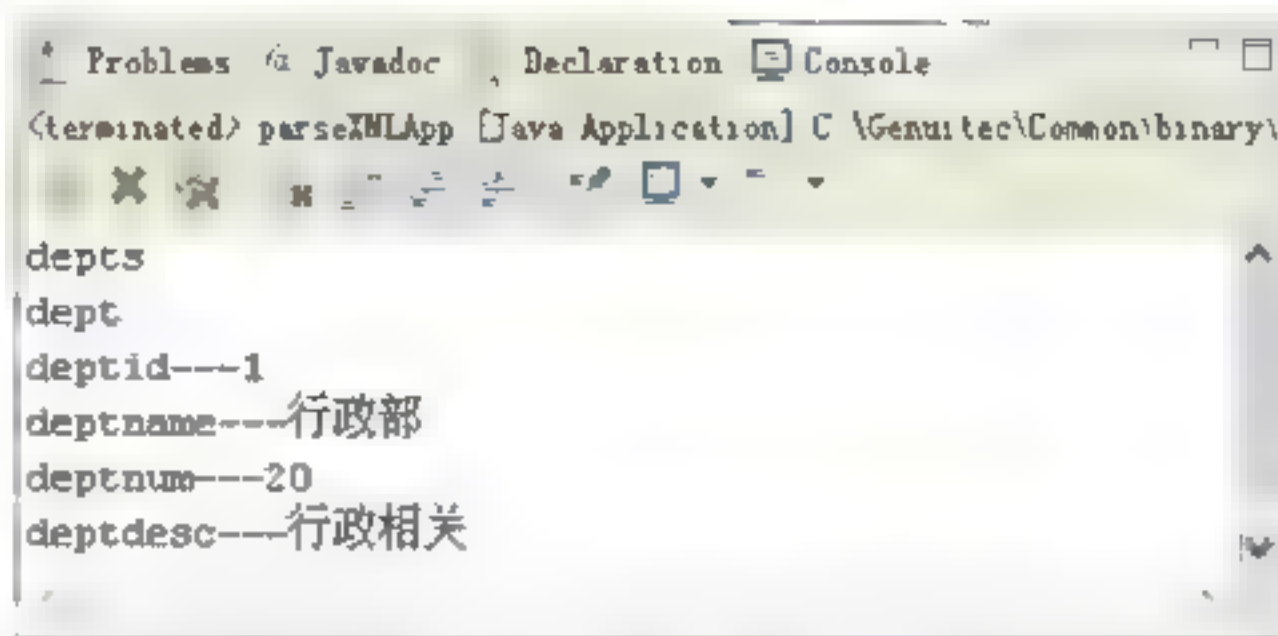 Problems @ Javadoc Declaration Console
<terminated> parseXMLApp [Java Application] C:\Genuitec\Common\binary\
depts
dept
deptid---1
deptname---行政部
deptnum---20
deptdesc---行政相关